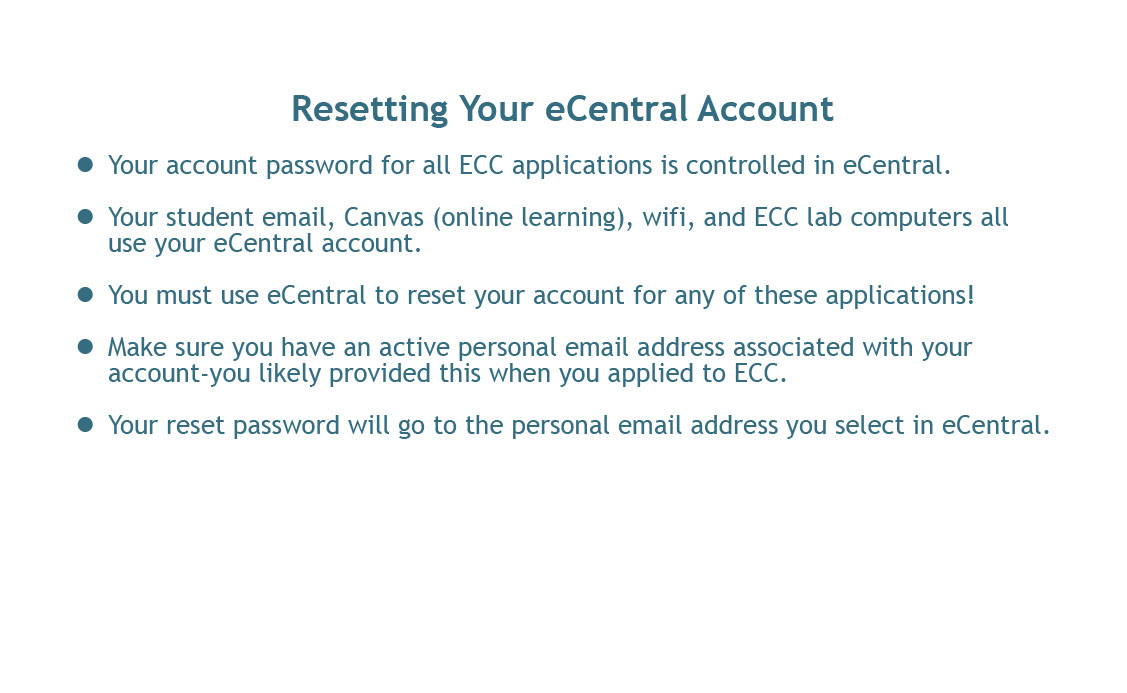 Resetting Your eCentral Account
● Your account password for all ECC applications is controlled in eCentral.
● Your student email, Canvas (online learning), wifi, and ECC lab computers all
use your eCentral account.
● You must use eCentral to reset your account for any of these applications!
● Make sure you have an active personal email address associated with your
account-you likely provided this when you applied to ECC.
● Your reset password will go to the personal email address you select in eCentral.